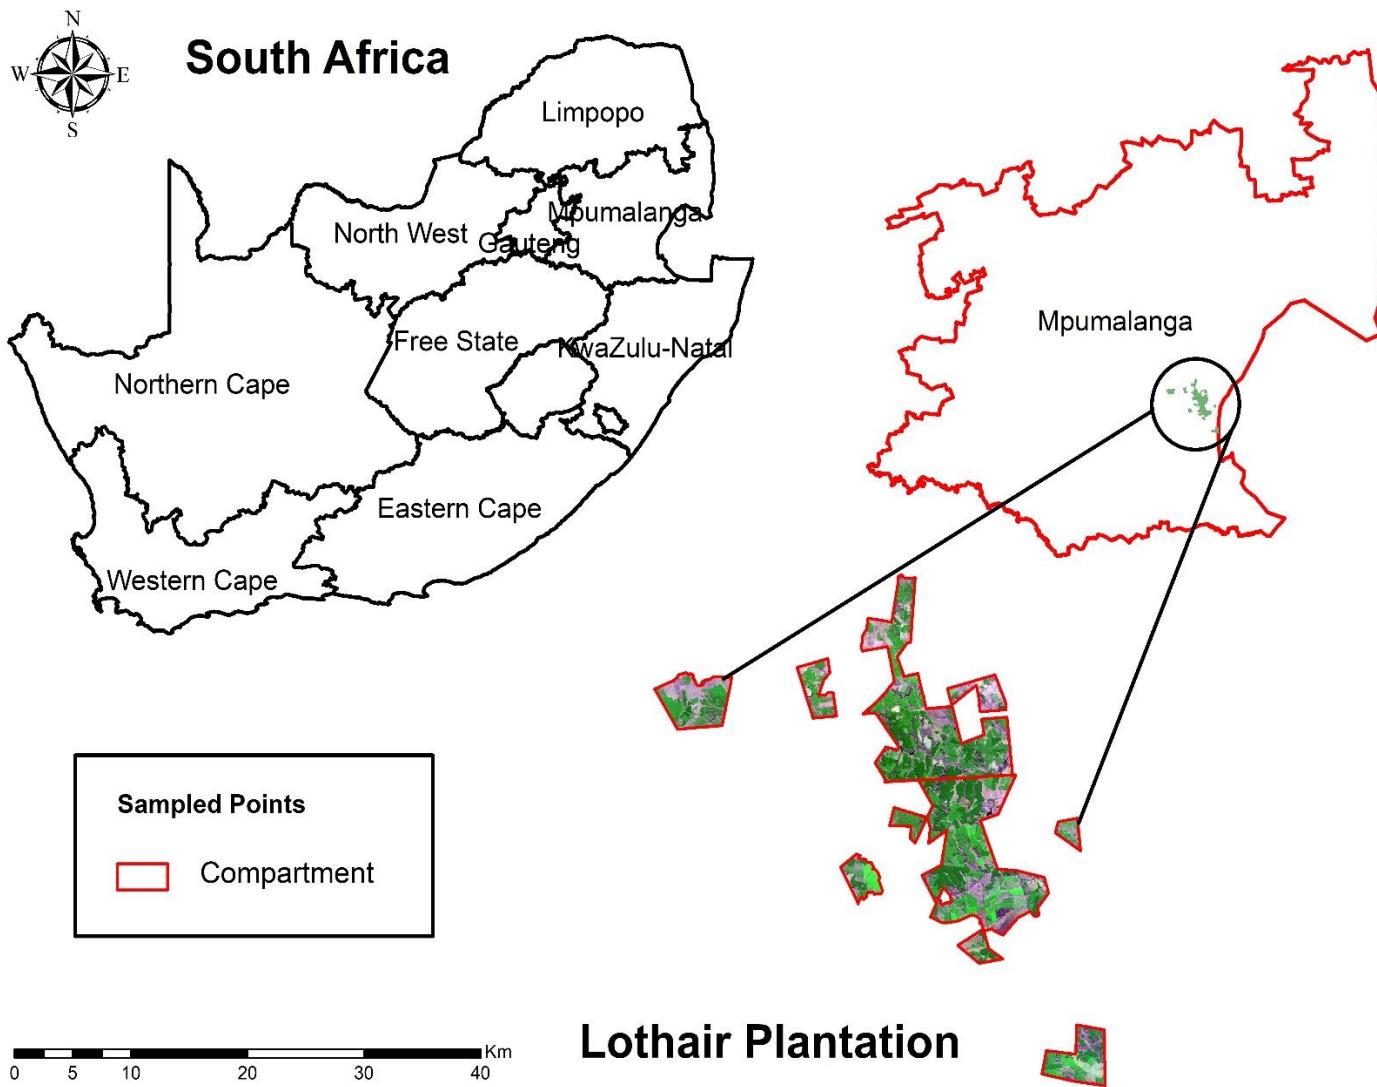 N
South Africa
W
E
S
Limpopo
Mpumalanga
North West
Gauteng
Mpumalanga
Free State
KwaZulu-Natal
Northern Cape
Eastern Cape
Western Cape
Sampled Points
Compartment
Lothair Plantation
Km
0 5 10 20 30 40